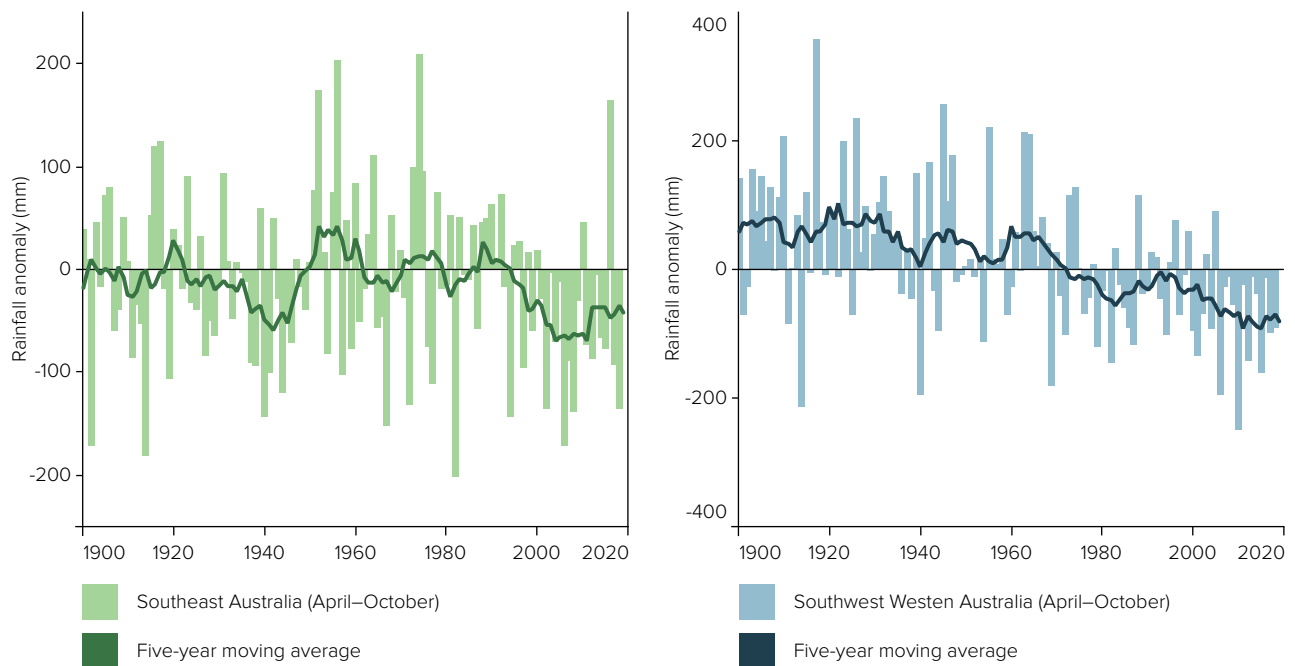 Rainfall anomaly (mm)
200
100
0
-100
-200
1900 1920 1940 1960 1980 2000 2020
Southeast Australia (April–October)
Five-year moving average
Rainfall anomaly (mm)
400
200
0
-200
-400
1900 1920 1940 1960 1980 2000 2020
Southwest Westen Australia (April–October)
Five-year moving average